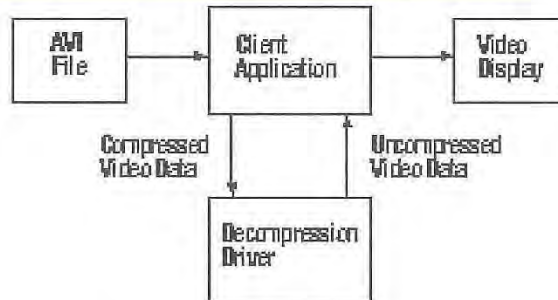 AVI
File
Client
Application
Video
Display
Compressed
Video Data
Uncompressed
Video Data
Decompression
Driver